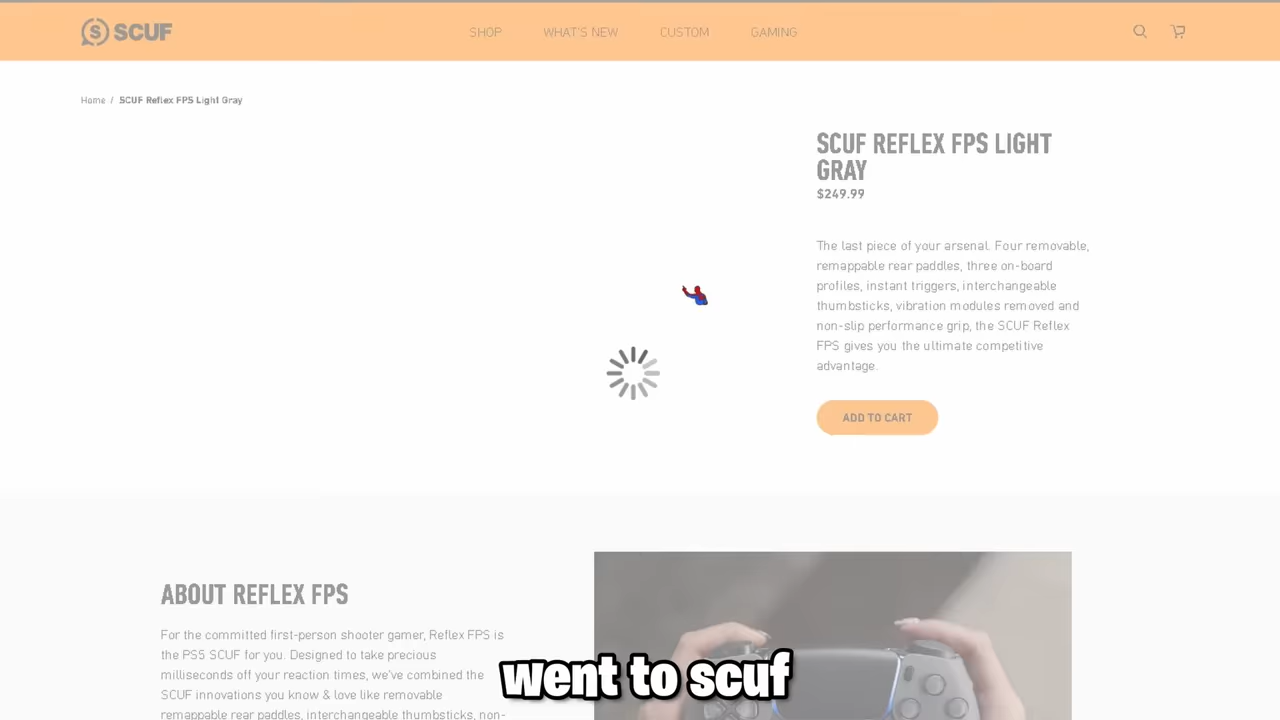 SCUF
SHOP
WHAT'S NEW
CUSTOM
GAMING
Home / SCUF Reflex FPS Light Gray
SCUF REFLEX FPS LIGHT
GRAY
$249.99
The last piece of your arsenal. Four removable,
remappable rear paddles, three on-board
profiles, instant triggers, interchangeable
thumbsticks, vibration modules removed and
non-slip performance grip, the SCUF Reflex
FPS gives you the ultimate competitive
advantage.
ADD TO CART
ABOUT REFLEX FPS
For the committed first-person shooter gamer, Reflex FPS is
the PS5 SCUF for you. Designed to take precious
milliseconds off your reaction times, we've combined the
SCUF innovations you know & love like removable
remappable rear paddles, interchangeable thumbsticks, non-
went to scuf